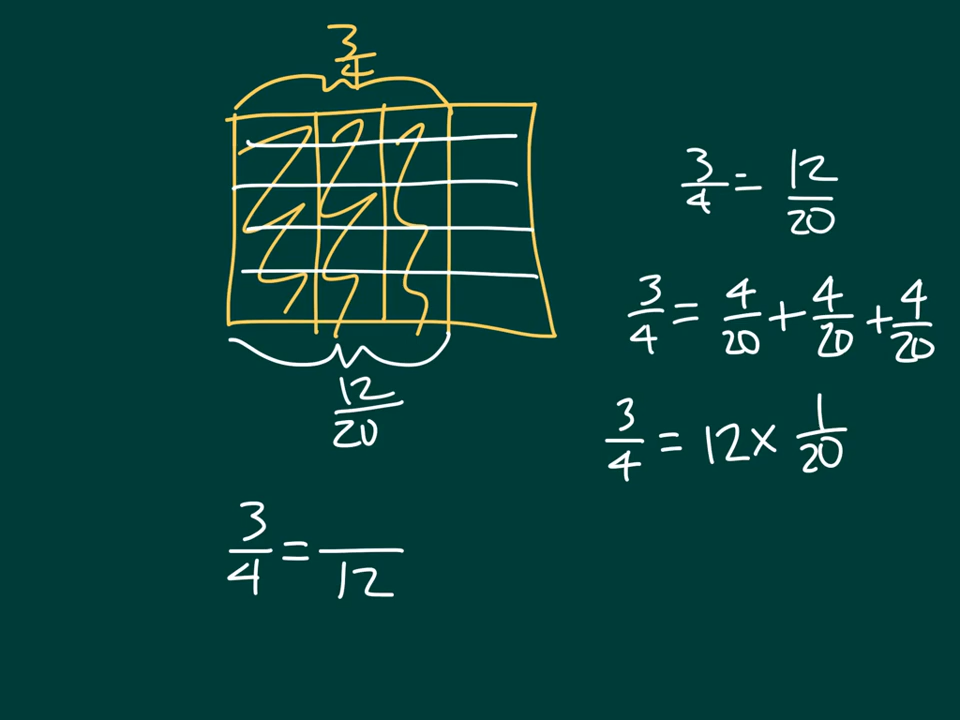 3/4
12/20
3/4 = 12/20
3/4 = 4/20 + 4/20 + 4/20
3/4 = 12 × 1/20
3/4 = /12